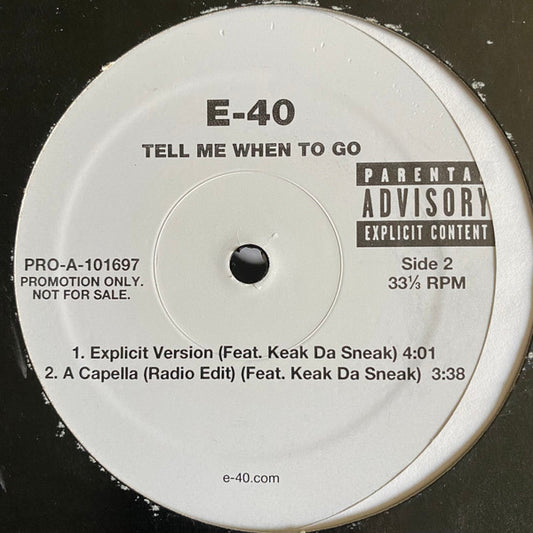 E-40
TELL ME WHEN TO GO
PARENTAL
ADVISORY
EXPLICIT CONTENT
PRO-A-101697
PROMOTION ONLY.
NOT FOR SALE.
Side 2
33⅓ RPM
1. Explicit Version (Feat. Keak Da Sneak) 4:01
2. A Capella (Radio Edit) (Feat. Keak Da Sneak) 3:38
e-40.com